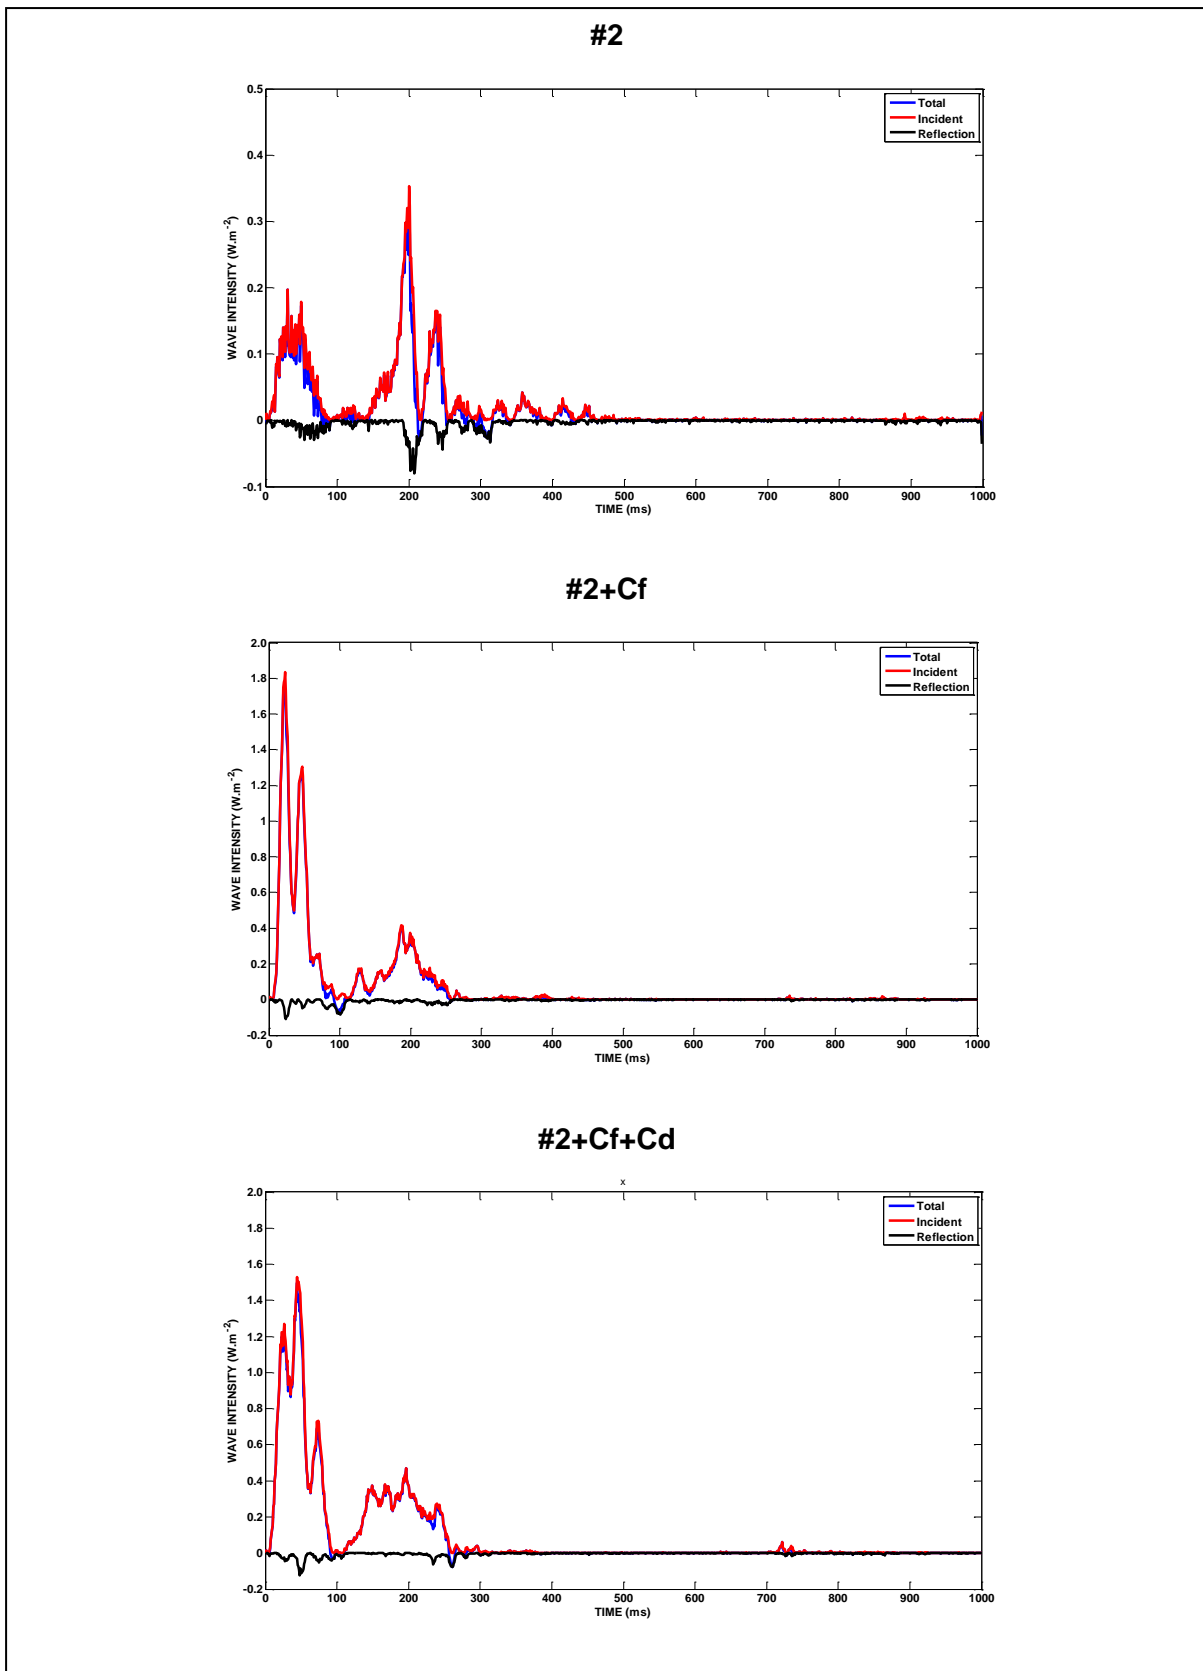 #2
0.5
0.4
0.3
0.2
0.1
0
-0.1
WAVE INTENSITY (W.m-2)
Total
Incident
Reflection
0 100 200 300 400 500 600 700 800 900 1000
TIME (ms)
#2+Cf
2.0
1.8
1.6
1.4
1.2
1
0.8
0.6
0.4
0.2
0
-0.2
WAVE INTENSITY (W.m-2)
Total
Incident
Reflection
0 100 200 300 400 500 600 700 800 900 1000
TIME (ms)
#2+Cf+Cd
x
2.0
1.8
1.6
1.4
1.2
1.0
0.8
0.6
0.4
0.2
0
-0.2
WAVE INTENSITY (W.m-2)
Total
Incident
Reflection
0 100 200 300 400 500 600 700 800 900 1000
TIME (ms)